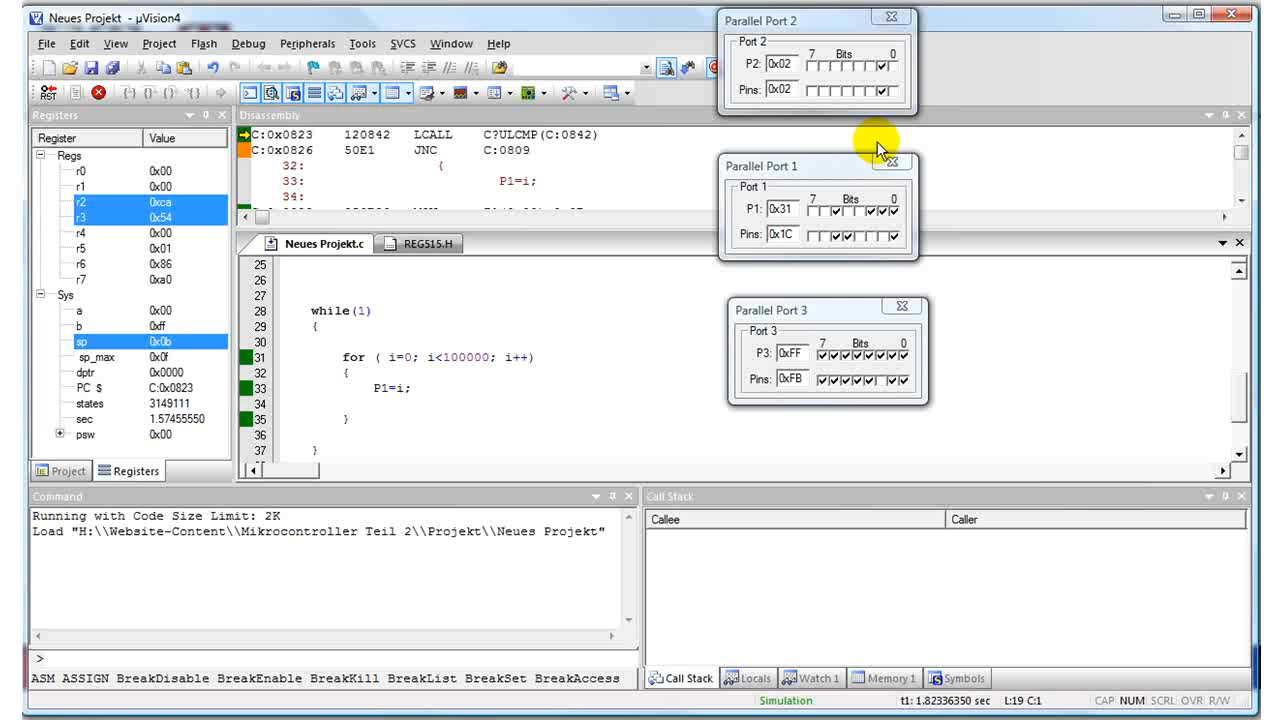 Neues Projekt - µVision4
File Edit View Project Flash Debug Peripherals Tools SVCS Window Help
Registers
Register Value
Regs
r0 0x00
r1 0x00
r2 0xca
r3 0x54
r4 0x00
r5 0x01
r6 0x86
r7 0xa0
Sys
a 0x00
b 0xff
sp 0x0b
sp_max 0x0f
dptr 0x0000
PC $ C:0x0823
states 3149111
sec 1.57455550
psw 0x00
Project Registers
Disassembly
C:0x0823 120842 LCALL C?ULCMP(C:0842)
C:0x0826 50E1 JNC C:0809
32: {
33: P1=i;
34:
Neues Projekt.c REG515.H
25
26
27
28 while(1)
29 {
30
31 for ( i=0; i<100000; i++)
32 {
33 P1=i;
34
35 }
36
37 }
Parallel Port 2
Port 2
7 Bits 0
P2: 0x02
Pins: 0x02
Parallel Port 1
Port 1
7 Bits 0
P1: 0x31
Pins: 0x1C
Parallel Port 3
Port 3
7 Bits 0
P3: 0xFF
Pins: 0xFB
Command
Running with Code Size Limit: 2K
Load "H:\\Website-Content\\Mikrocontroller Teil 2\\Projekt\\Neues Projekt"
>
ASM ASSIGN BreakDisable BreakEnable BreakKill BreakList BreakSet BreakAccess
Call Stack
Callee Caller
Call Stack Locals Watch 1 Memory 1 Symbols
Simulation t1: 1.82336350 sec L:19 C:1 CAP NUM SCRL OVR R/W